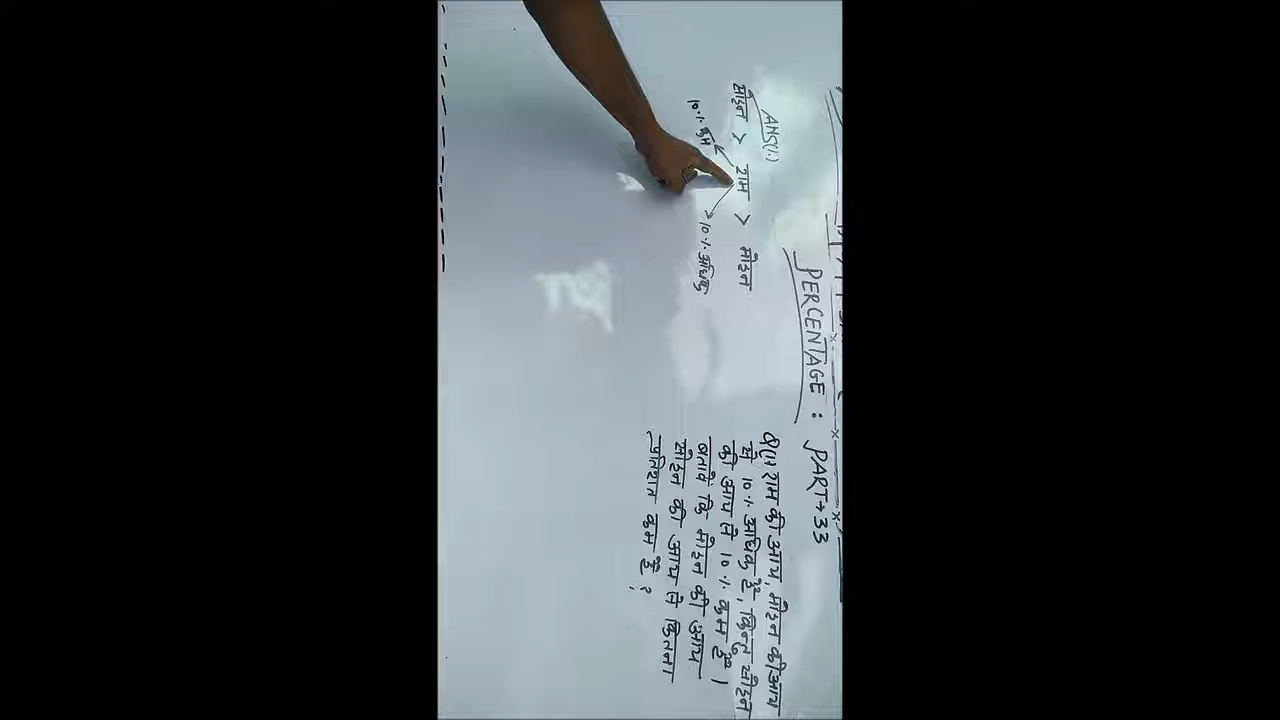 PERCENTAGE : PART → 33
Q(1) राम की आय, मोहन की आय
से 10% अधिक है, किन्तु सोहन
की आय से 10% कम है ।
बतावें कि मोहन की आय
सोहन की आय से कितना
प्रतिशत कम है ?
ANS(1.)
सोहन > राम > मोहन
10% कम
10% अधिक